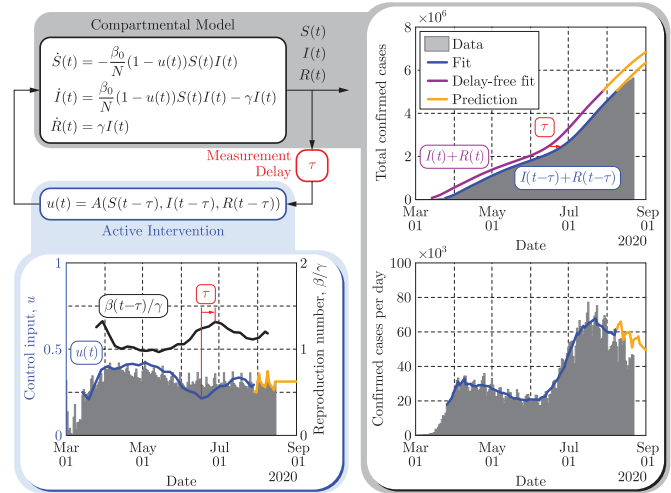 Compartmental Model
Ṡ(t) = −β₀/N (1 − u(t))S(t)I(t)
İ(t) = β₀/N (1 − u(t))S(t)I(t) − γI(t)
Ṙ(t) = γI(t)
S(t)
I(t)
R(t)
Measurement
Delay
τ
u(t) = A(S(t−τ), I(t−τ), R(t−τ))
Active Intervention
×10⁶
8
6
4
2
0
Total confirmed cases
Data
Fit
Delay-free fit
Prediction
τ
I(t)+R(t)
I(t−τ)+R(t−τ)
Mar
01
May
01
Jul
01
Sep
01
Date
2020
1
0.5
0
Control input, u
2
1
0
Reproduction number, β/γ
β(t−τ)/γ
τ
u(t)
Mar
01
May
01
Jul
01
Sep
01
Date
2020
×10³
100
80
60
40
20
0
Confirmed cases per day
Mar
01
May
01
Jul
01
Sep
01
Date
2020